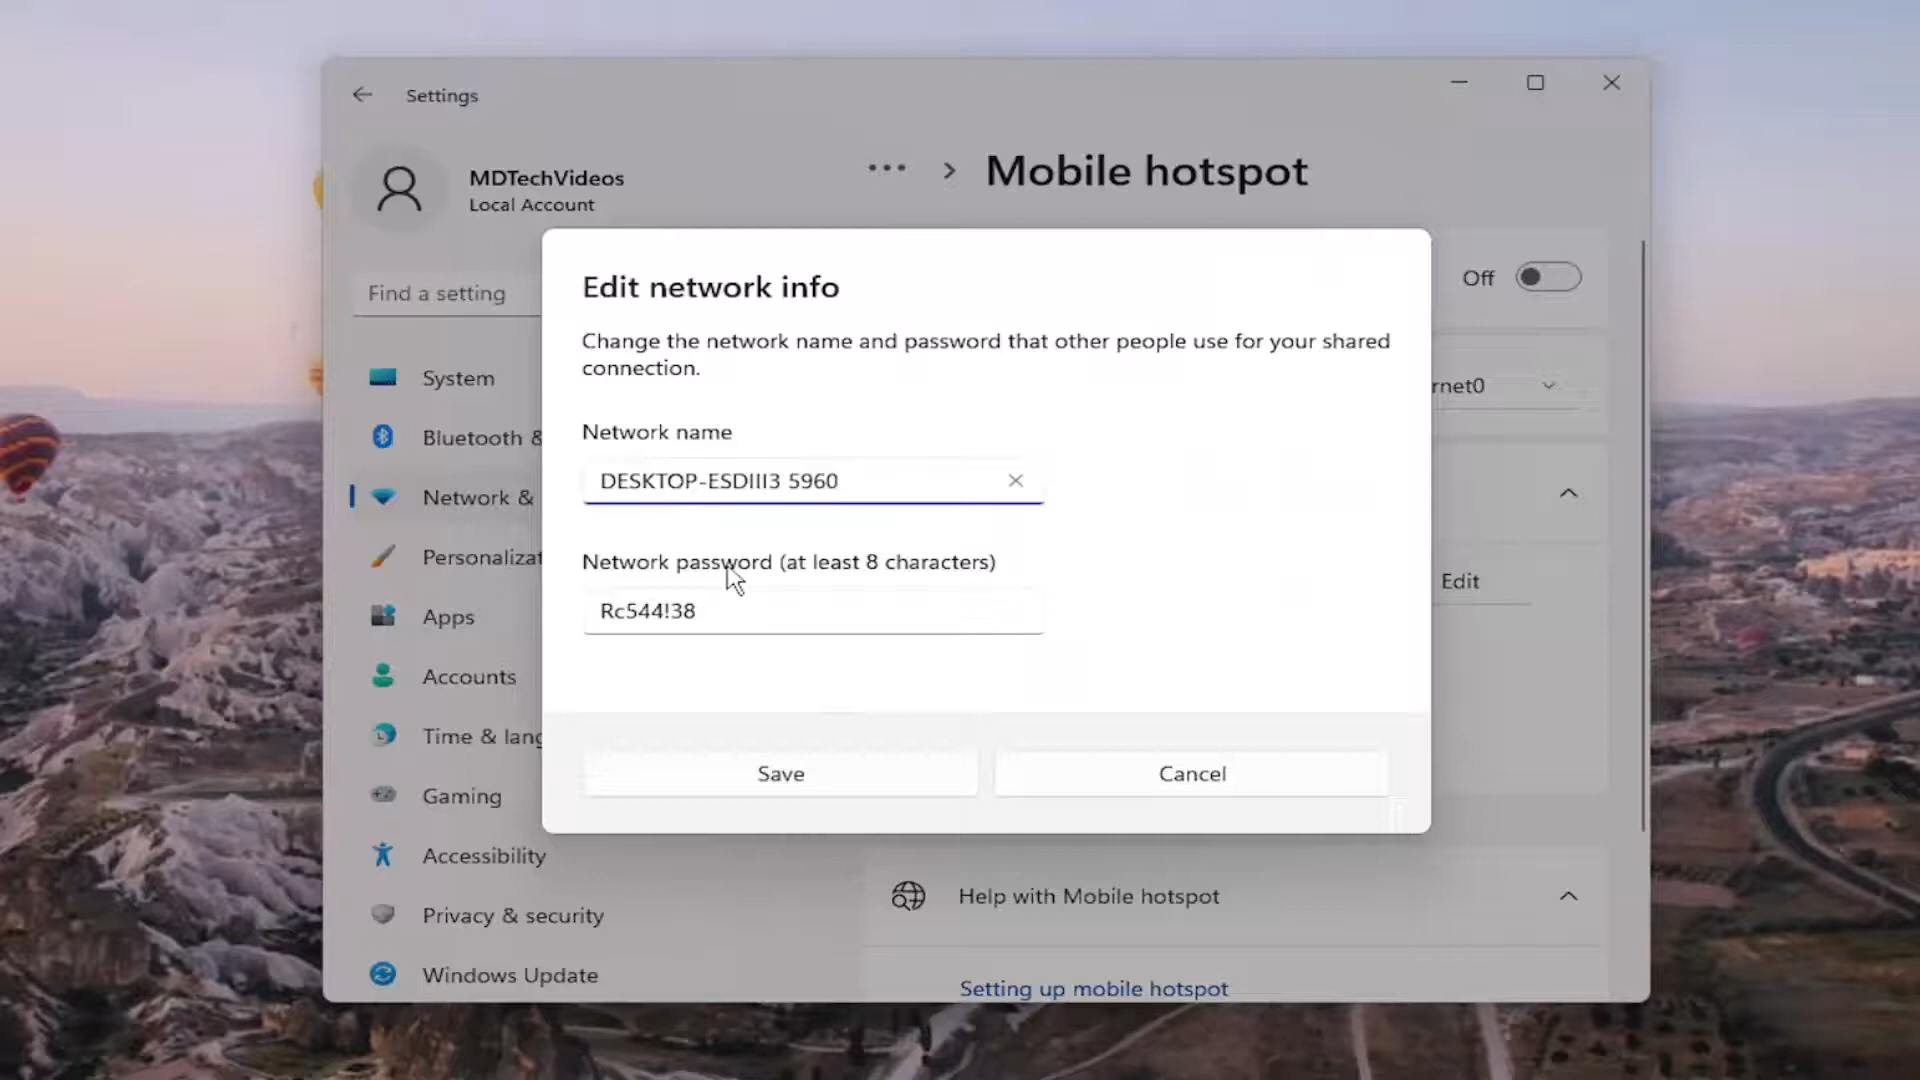 Settings
MDTechVideos
Local Account
Find a setting
System
Bluetooth &
Network &
Personalizat
Apps
Accounts
Time & lang
Gaming
Accessibility
Privacy & security
Windows Update
... > Mobile hotspot
Off
rnet0
Edit
Edit network info
Change the network name and password that other people use for your shared
connection.
Network name
DESKTOP-ESDIII3 5960
Network password (at least 8 characters)
Rc544!38
Save
Cancel
Help with Mobile hotspot
Setting up mobile hotspot